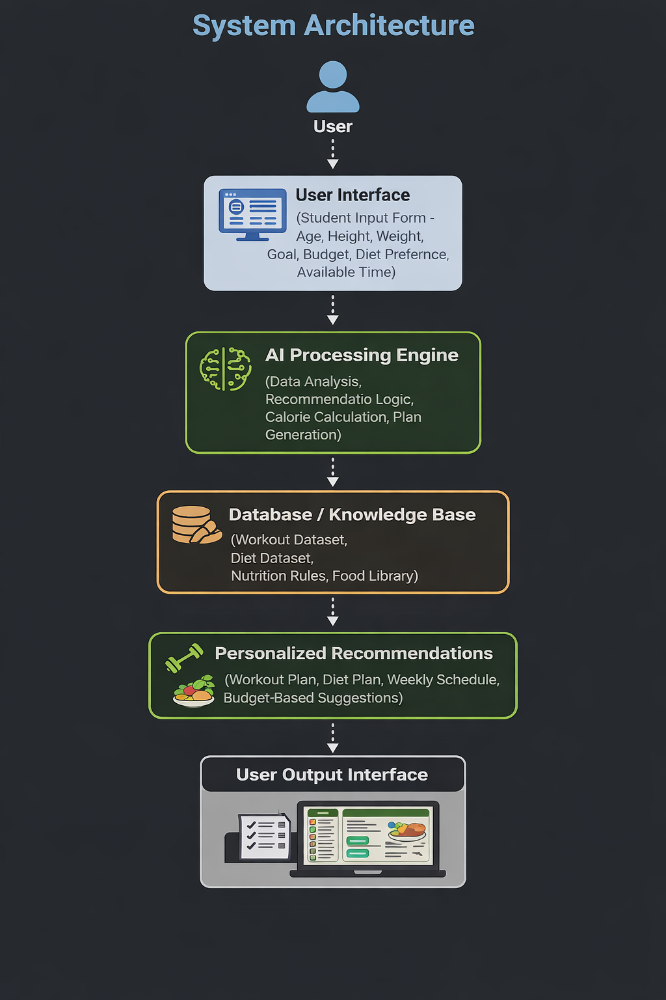 System Architecture
User
User Interface
(Student Input Form -
Age, Height, Weight,
Goal, Budget, Diet Prefernce,
Available Time)
AI Processing Engine
(Data Analysis,
Recommendatio Logic,
Calorie Calculation, Plan
Generation)
Database / Knowledge Base
(Workout Dataset,
Diet Dataset,
Nutrition Rules, Food Library)
Personalized Recommendations
(Workout Plan, Diet Plan, Weekly Schedule,
Budget-Based Suggestions)
User Output Interface